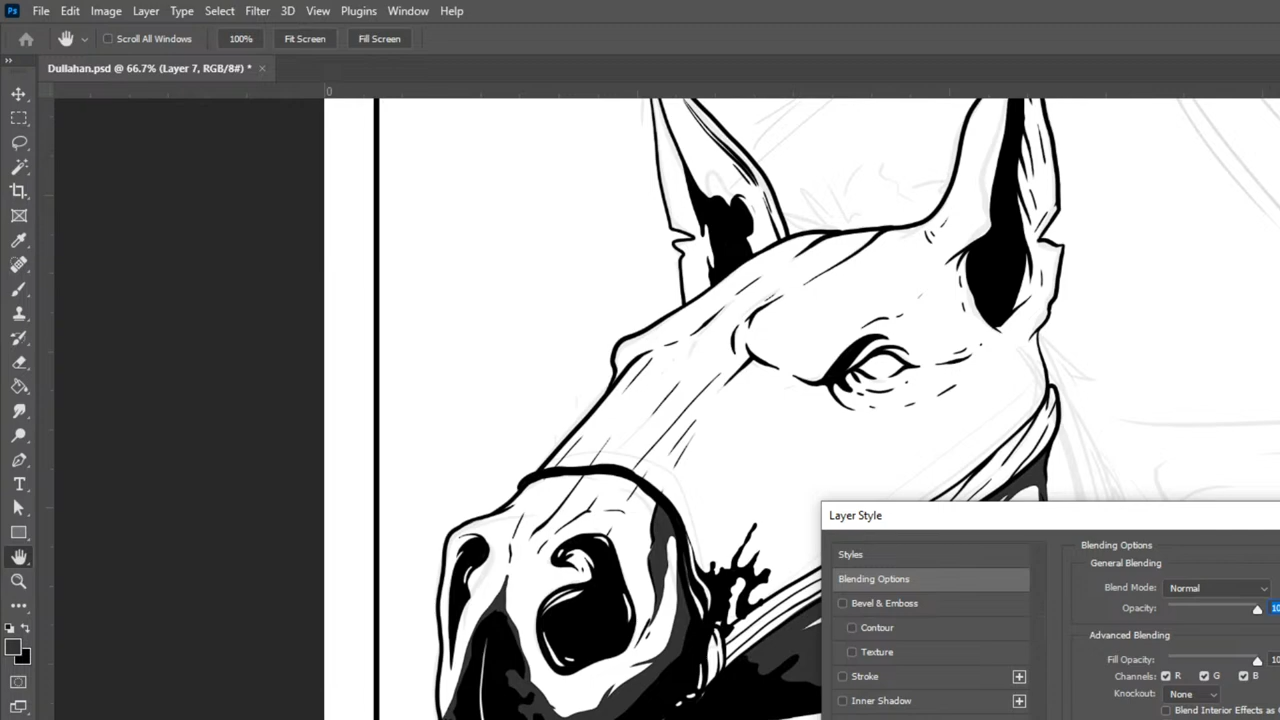 Ps File Edit Image Layer Type Select Filter 3D View Plugins Window Help
Scroll All Windows 100% Fit Screen Fill Screen
Dullahan.psd @ 66.7% (Layer 7, RGB/8#) * ×
0
T
Layer Style
Styles
Blending Options
Bevel & Emboss
Contour
Texture
Stroke
Inner Shadow
Blending Options
General Blending
Blend Mode: Normal
Opacity: 10
Advanced Blending
Fill Opacity: 10
Channels: R G B
Knockout: None
Blend Interior Effects as